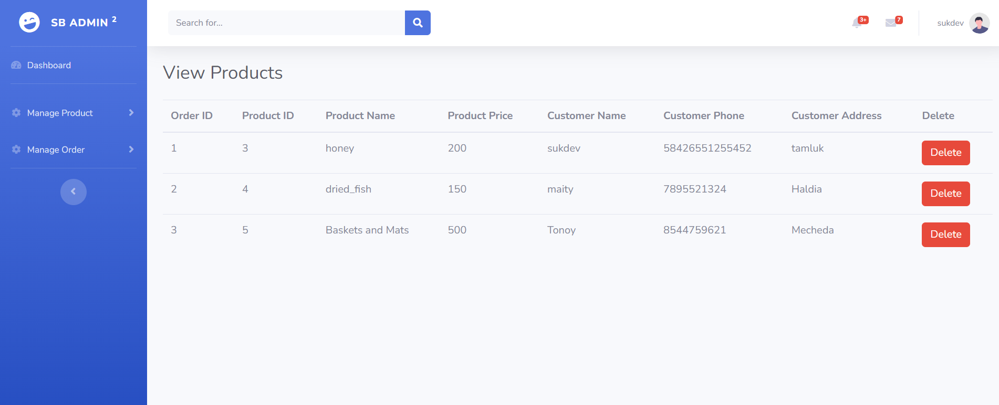 SB ADMIN 2
Search for...
3+
7
sukdev
Dashboard
Manage Product
Manage Order
View Products
Order ID Product ID Product Name Product Price Customer Name Customer Phone Customer Address Delete
1 3 honey 200 sukdev 58426551255452 tamluk Delete
2 4 dried_fish 150 maity 7895521324 Haldia Delete
3 5 Baskets and Mats 500 Tonoy 8544759621 Mecheda Delete